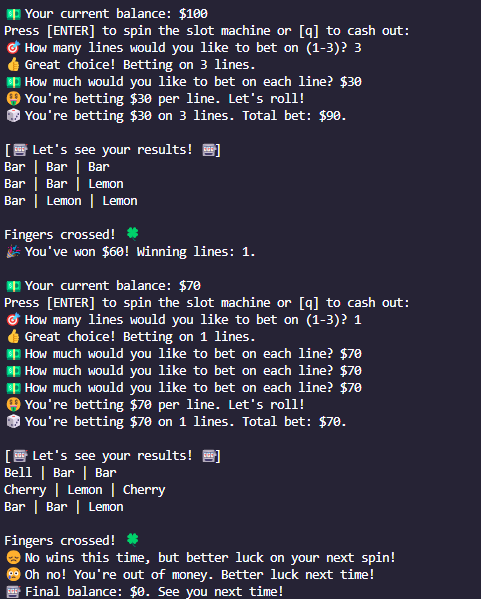 💵 Your current balance: $100
Press [ENTER] to spin the slot machine or [q] to cash out:
🎯 How many lines would you like to bet on (1-3)? 3
👍 Great choice! Betting on 3 lines.
💵 How much would you like to bet on each line? $30
🤑 You're betting $30 per line. Let's roll!
🎲 You're betting $30 on 3 lines. Total bet: $90.
[🎰 Let's see your results! 🎰]
Bar | Bar | Bar
Bar | Bar | Lemon
Bar | Lemon | Lemon
Fingers crossed! 🍀
🎉 You've won $60! Winning lines: 1.
💵 Your current balance: $70
Press [ENTER] to spin the slot machine or [q] to cash out:
🎯 How many lines would you like to bet on (1-3)? 1
👍 Great choice! Betting on 1 lines.
💵 How much would you like to bet on each line? $70
💵 How much would you like to bet on each line? $70
💵 How much would you like to bet on each line? $70
🤑 You're betting $70 per line. Let's roll!
🎲 You're betting $70 on 1 lines. Total bet: $70.
[🎰 Let's see your results! 🎰]
Bell | Bar | Bar
Cherry | Lemon | Cherry
Bar | Bar | Lemon
Fingers crossed! 🍀
😞 No wins this time, but better luck on your next spin!
😳 Oh no! You're out of money. Better luck next time!
🎰 Final balance: $0. See you next time!